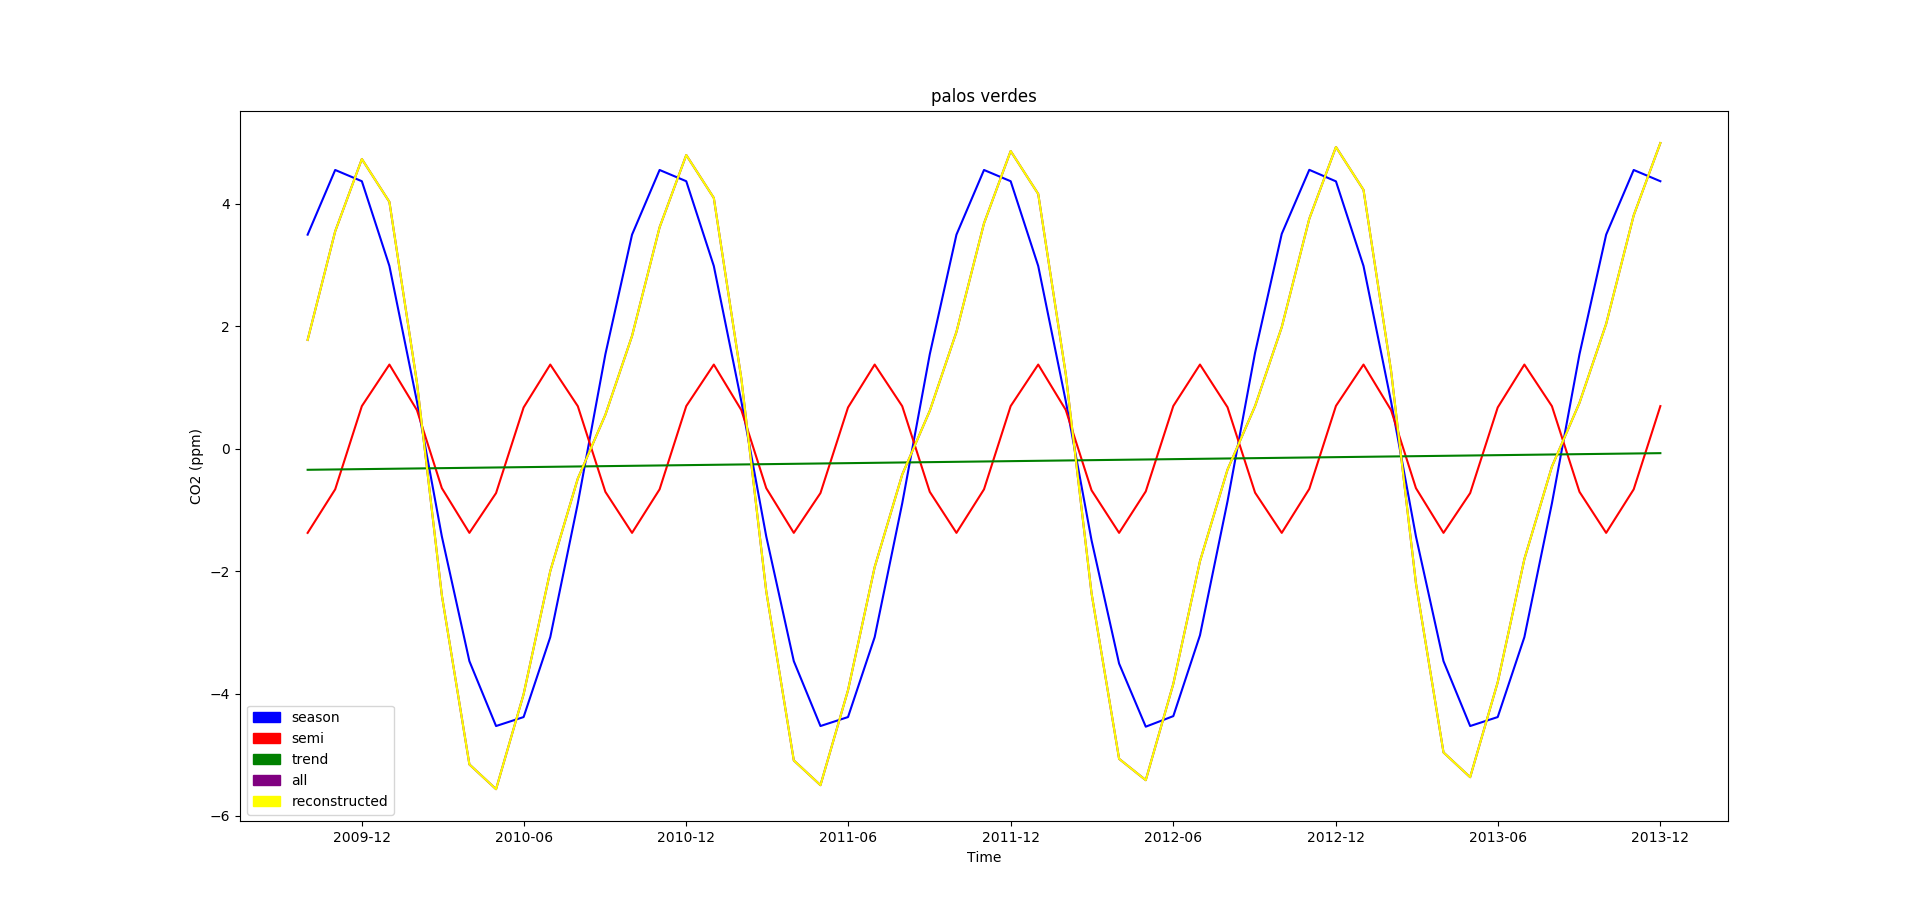 palos verdes
CO2 (ppm)
4
2
0
−2
−4
−6
season
semi
trend
all
reconstructed
2009-12 2010-06 2010-12 2011-06 2011-12 2012-06 2012-12 2013-06 2013-12
Time